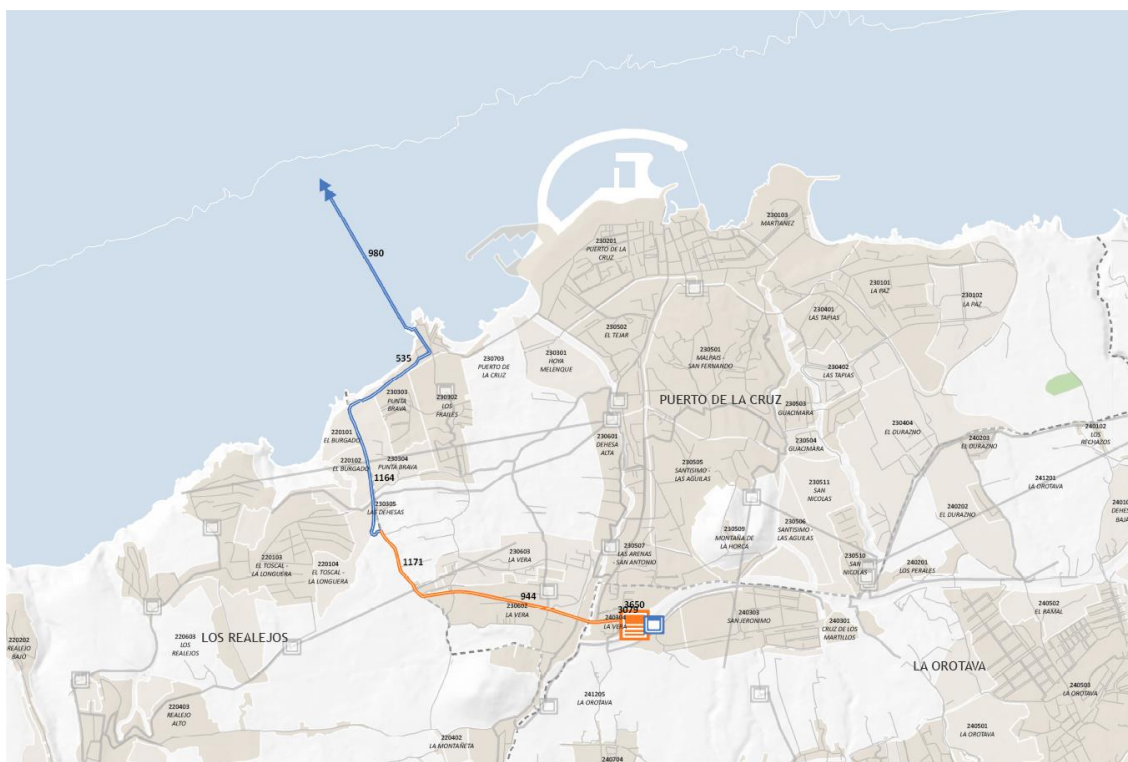 230103
MARTIANEZ
230201
PUERTO DE LA
CRUZ
980
230101
LA PAZ
230102
LA PAZ
230401
LAS TAPIAS
230502
EL TEJAR
230501
MALPAIS -
SAN FERNANDO
535
230703
PUERTO DE
LA CRUZ
230301
HOYA
MELENQUE
230402
LAS TAPIAS
230303
PUNTA
BRAVA
230302
LOS
FRAILES
PUERTO DE LA CRUZ
230503
GUACIMARA
230404
EL DURAZNO
220101
EL BURGADO
230601
DEHESA
ALTA
230504
GUACIMARA
240203
EL DURAZNO
240102
LOS
RECHAZOS
220102
EL BURGADO
230304
PUNTA BRAVA
1164
230505
SANTISIMO -
LAS AGUILAS
241201
LA OROTAVA
230511
SAN
NICOLAS
230305
LAS DEHESAS
240202
EL DURAZNO
DEHESA
BAJA
230509
MONTAÑA DE
LA HORCA
230506
SANTISIMO -
LAS AGUILAS
220103
EL TOSCAL -
LA LONGUERA
220104
EL TOSCAL -
LA LONGUERA
1171
230603
LA VERA
230507
LAS ARENAS
- SAN ANTONIO
230510
SAN
NICOLAS
240201
LOS PERALES
944
230602
LA VERA
3650
3079
240304
LA VERA
240303
SAN JERONIMO
240301
CRUZ DE LOS
MARTILLOS
240502
EL RAMAL
220202
REALEJO
BAJO
220603
LOS
REALEJOS
LOS REALEJOS
LA OROTAVA
240503
LA OROTAVA
220403
REALEJO
ALTO
241205
LA OROTAVA
240501
LA OROTAVA
220402
LA MONTAÑETA
240704